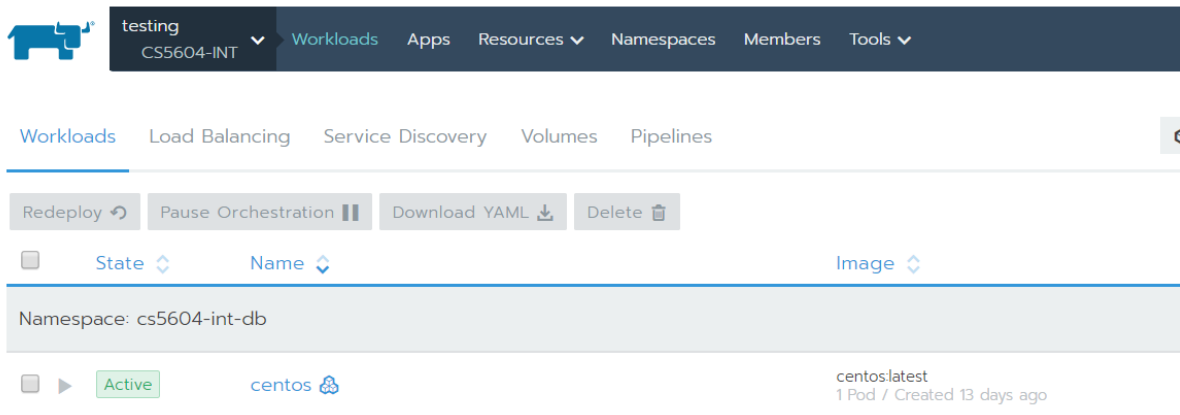 testing
CS5604-INT
Workloads Apps Resources Namespaces Members Tools
Workloads Load Balancing Service Discovery Volumes Pipelines
Redeploy Pause Orchestration Download YAML Delete
State Name Image
Namespace: cs5604-int-db
Active centos centos:latest
1 Pod / Created 13 days ago